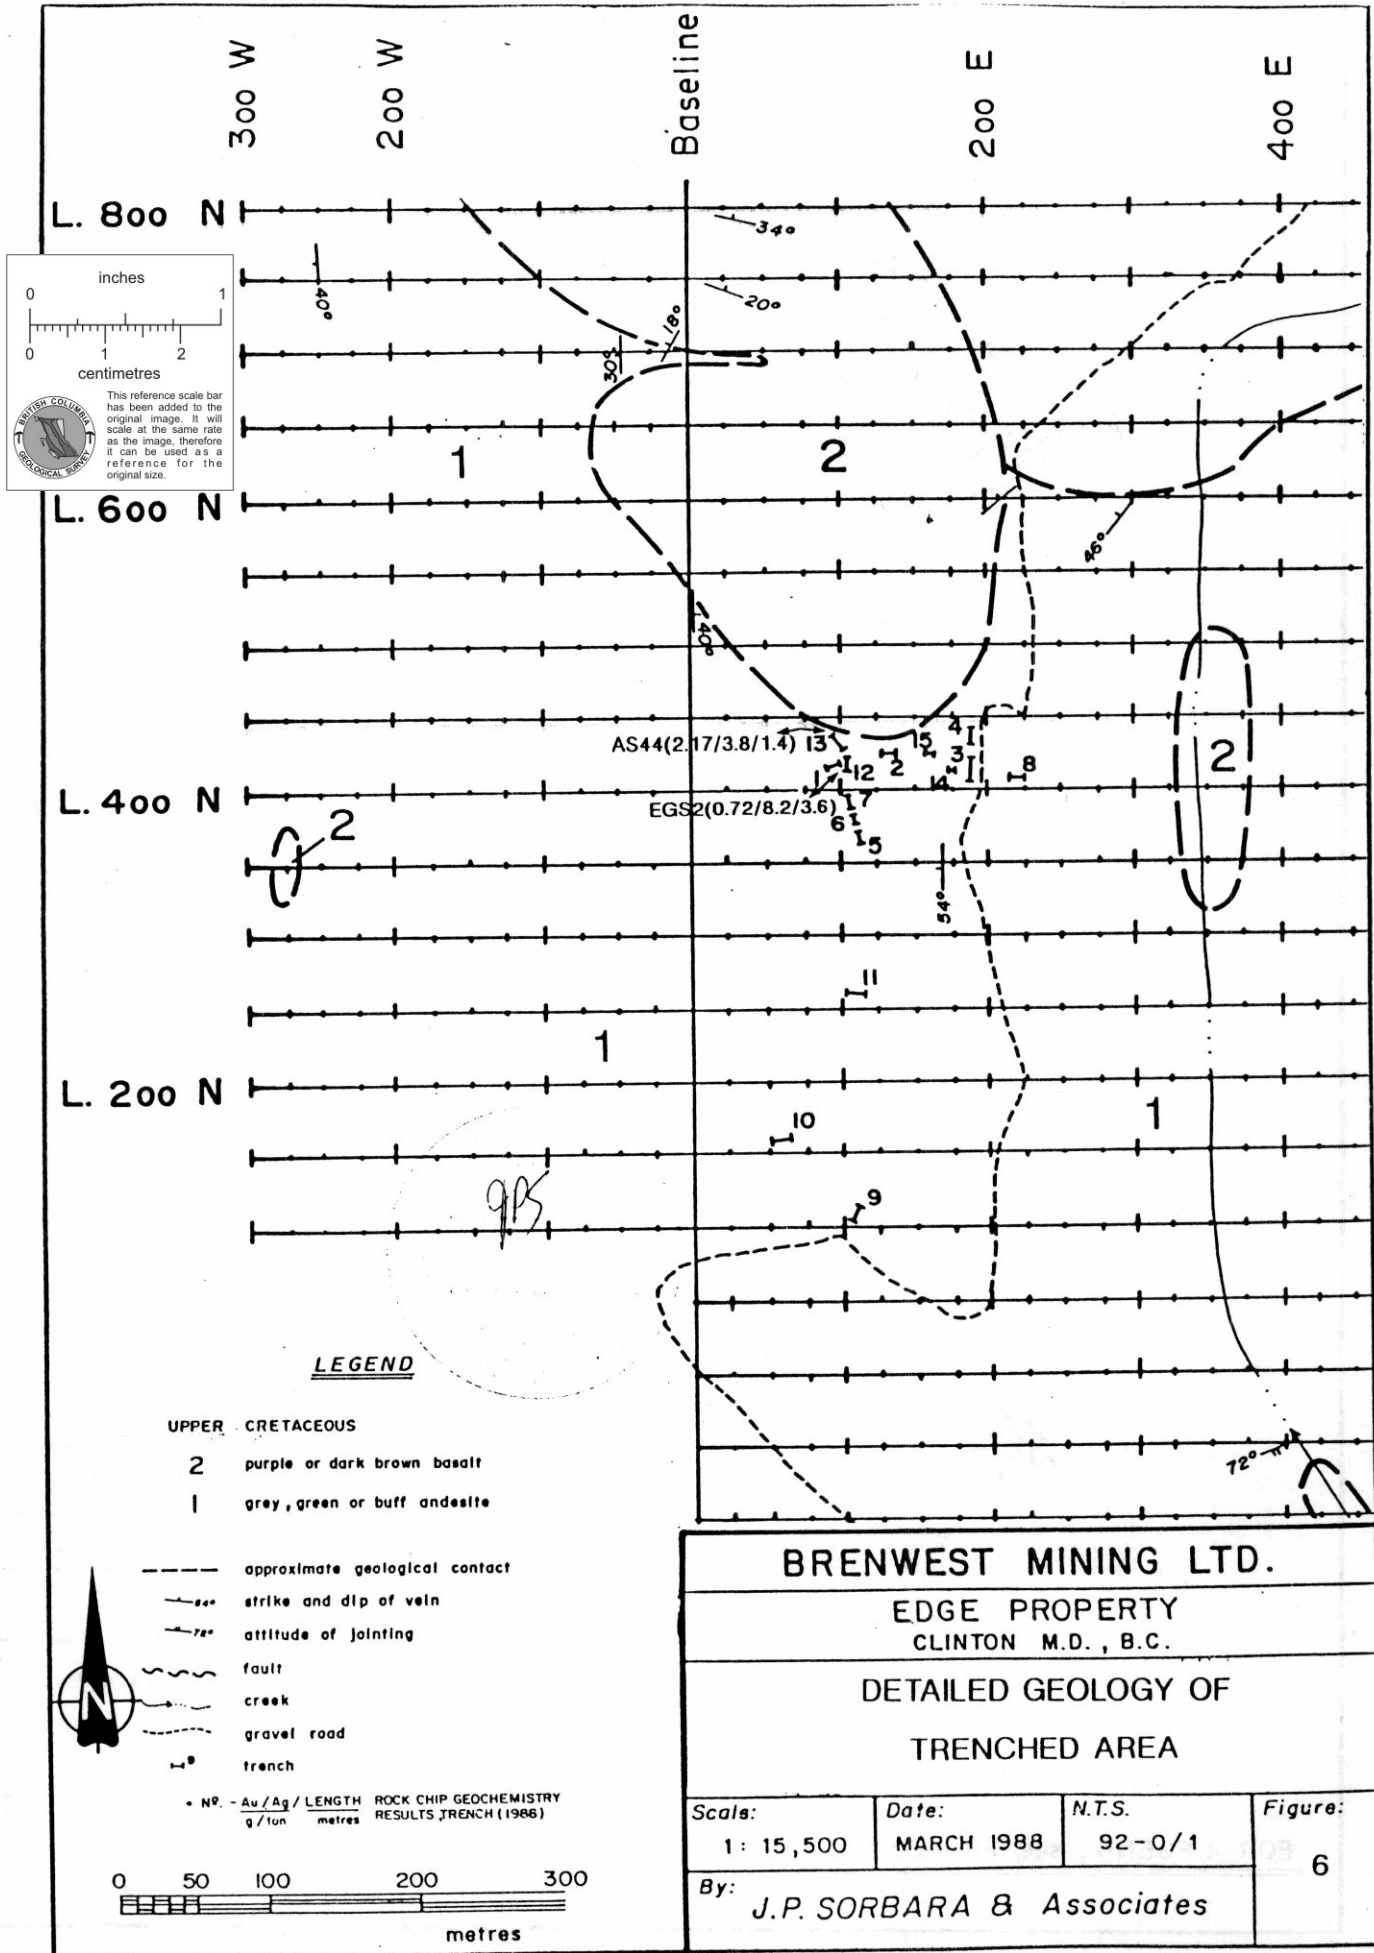 300 W
200 W
Baseline
200 E
400 E
L. 800 N
34°
40°
20°
inches
0 1
0 1 2
centimetres
This reference scale bar
has been added to the
original image. It will
scale at the same rate
as the image, therefore
it can be used as a
reference for the
original size.
BRITISH COLUMBIA
GEOLOGICAL SURVEY
18°
30°
1
2
L. 600 N
46°
40°
AS44(2.17/3.8/1.4) 13
15
4
3
2
12
1
14
8
2
L. 400 N
EGS2(0.72/8.2/3.6)
7
6
5
2
54°
11
1
L. 200 N
1
10
9
JPS
72°
LEGEND
UPPER CRETACEOUS
2 purple or dark brown basalt
1 grey, green or buff andesite
approximate geological contact
64° strike and dip of vein
72° attitude of jointing
fault
creek
gravel road
9 trench
• Nº. - Au / Ag / LENGTH ROCK CHIP GEOCHEMISTRY
g / ton metres RESULTS, TRENCH (1986)
N
0 50 100 200 300
metres
BRENWEST MINING LTD.
EDGE PROPERTY
CLINTON M.D., B.C.
DETAILED GEOLOGY OF
TRENCHED AREA
Scale:
1: 15,500
Date:
MARCH 1988
N.T.S.
92-O/1
Figure:
6
By:
J.P. SORBARA & Associates